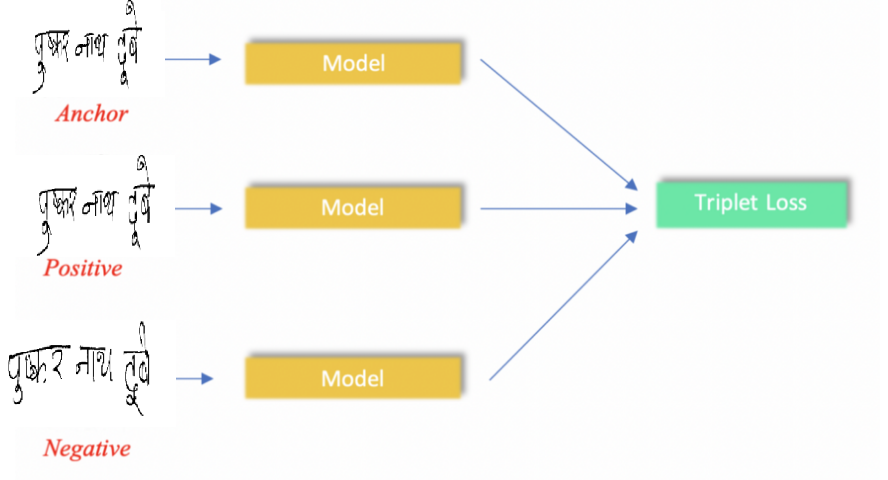 पुष्कर नाथ दूबे
Model
Anchor
पुष्कर नाथ दूबे
Model
Triplet Loss
Positive
पुष्कर नाथ दूबे
Model
Negative